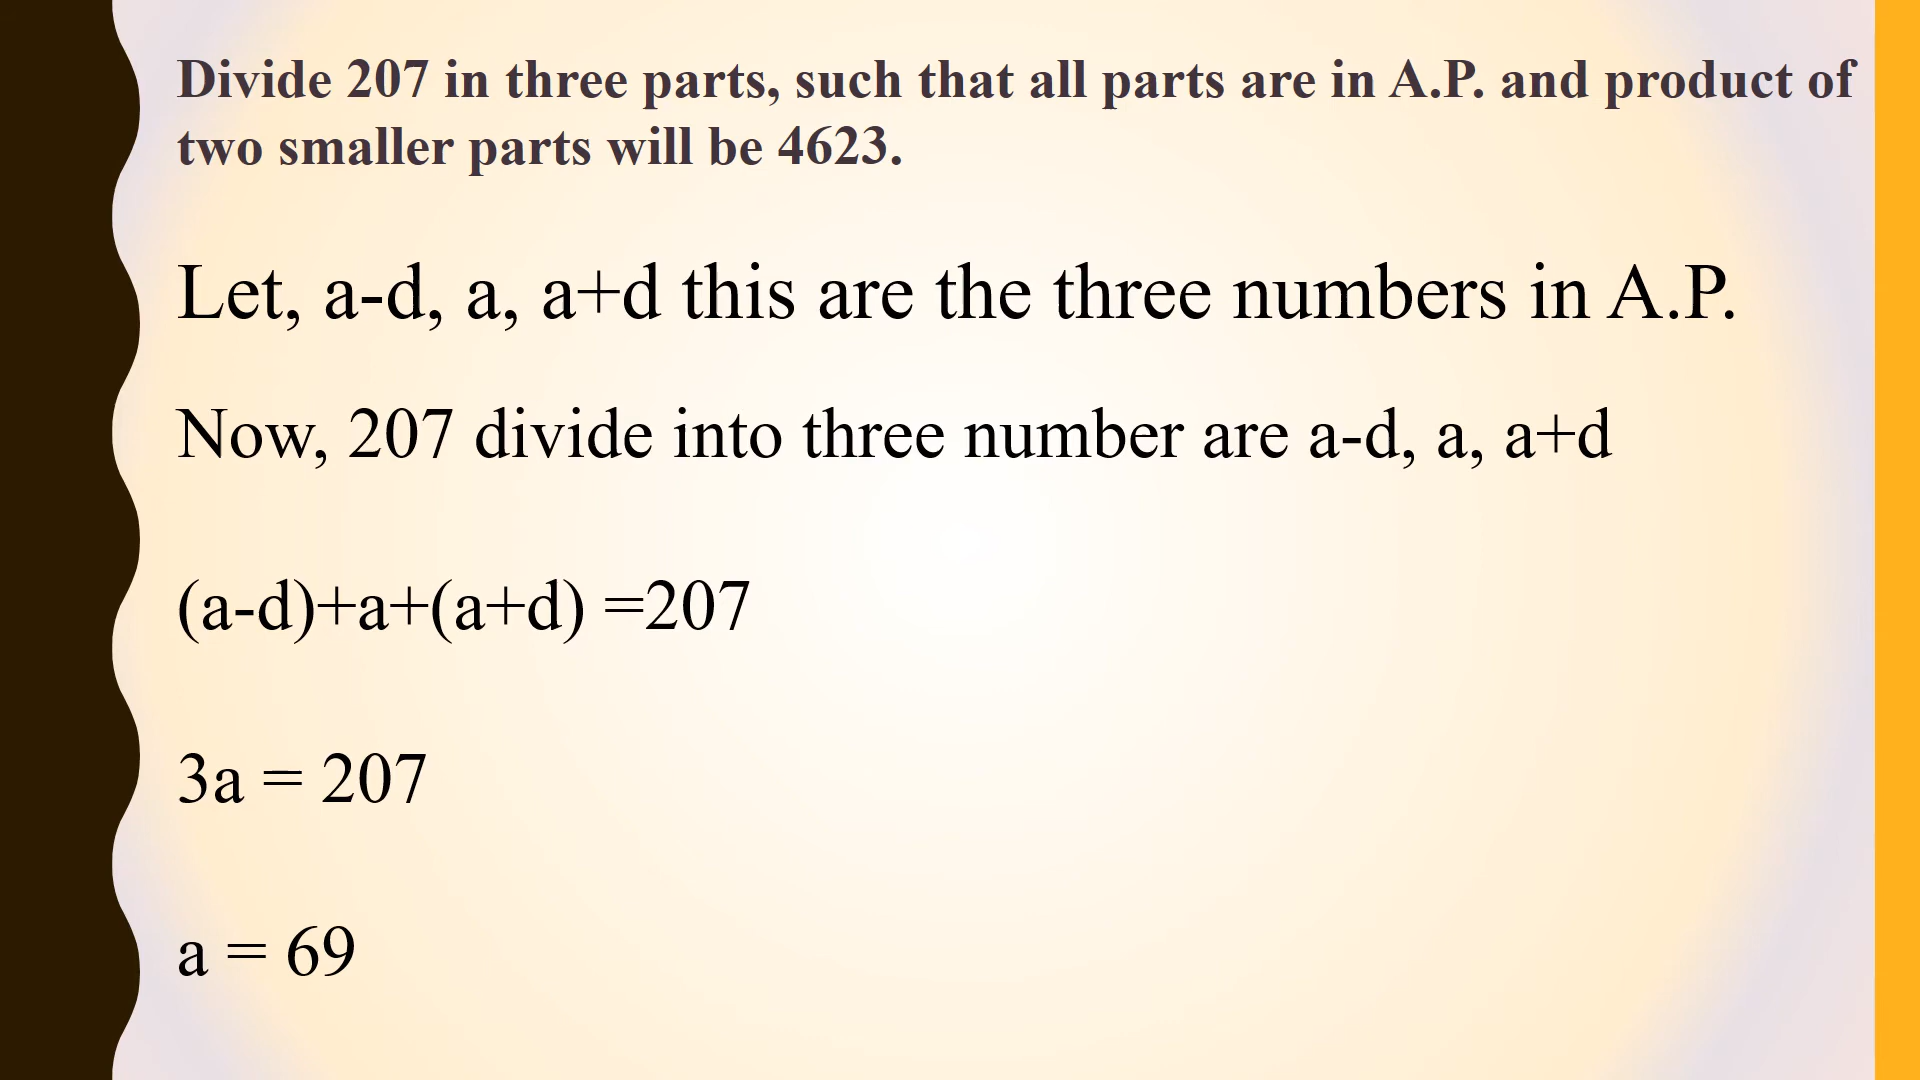 Divide 207 in three parts, such that all parts are in A.P. and product of
two smaller parts will be 4623.
Let, a-d, a, a+d this are the three numbers in A.P.
Now, 207 divide into three number are a-d, a, a+d
(a-d)+a+(a+d) =207
3a = 207
a = 69